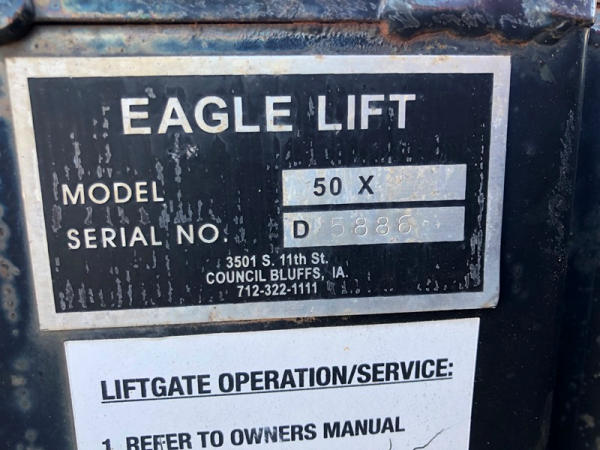 EAGLE LIFT
MODEL 50 X
SERIAL NO. D 5886
3501 S. 11th St.
COUNCIL BLUFFS, IA.
712-322-1111
LIFTGATE OPERATION/SERVICE:
1. REFER TO OWNERS MANUAL